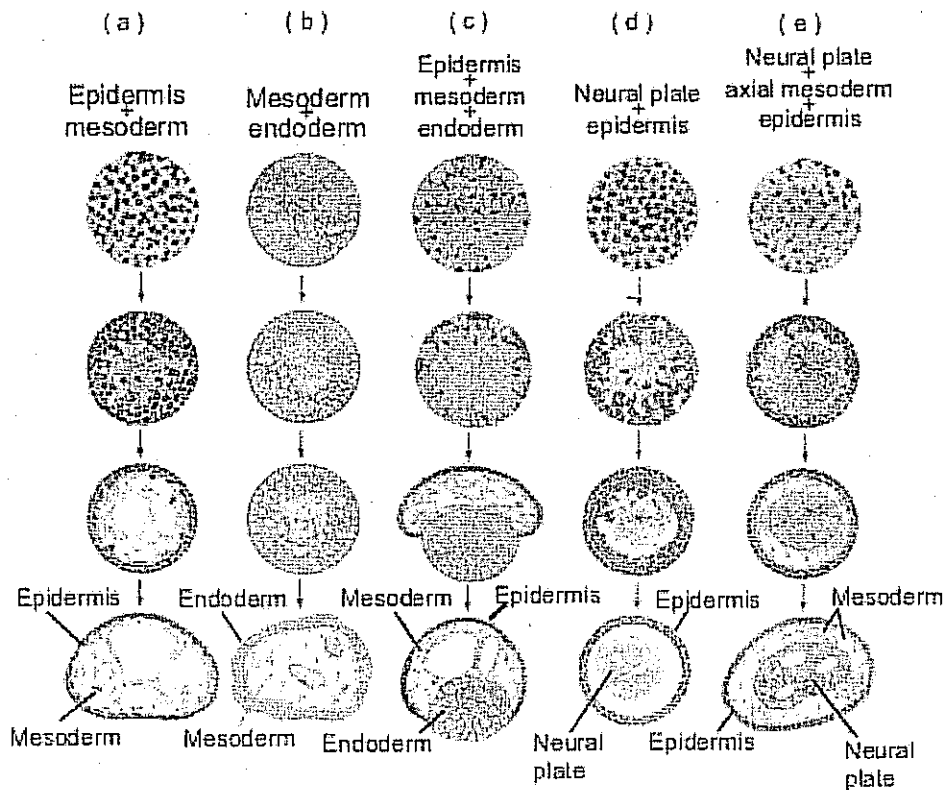 (a) (b) (c) (d) (e)
Epidermis
+
mesoderm
Mesoderm
+
endoderm
Epidermis
+
mesoderm
+
endoderm
Neural plate
+
epidermis
Neural plate
+
axial mesoderm
+
epidermis
Epidermis
Mesoderm
Endoderm
Mesoderm
Mesoderm
Epidermis
Endoderm
Epidermis
Neural
plate
Mesoderm
Epidermis
Neural
plate